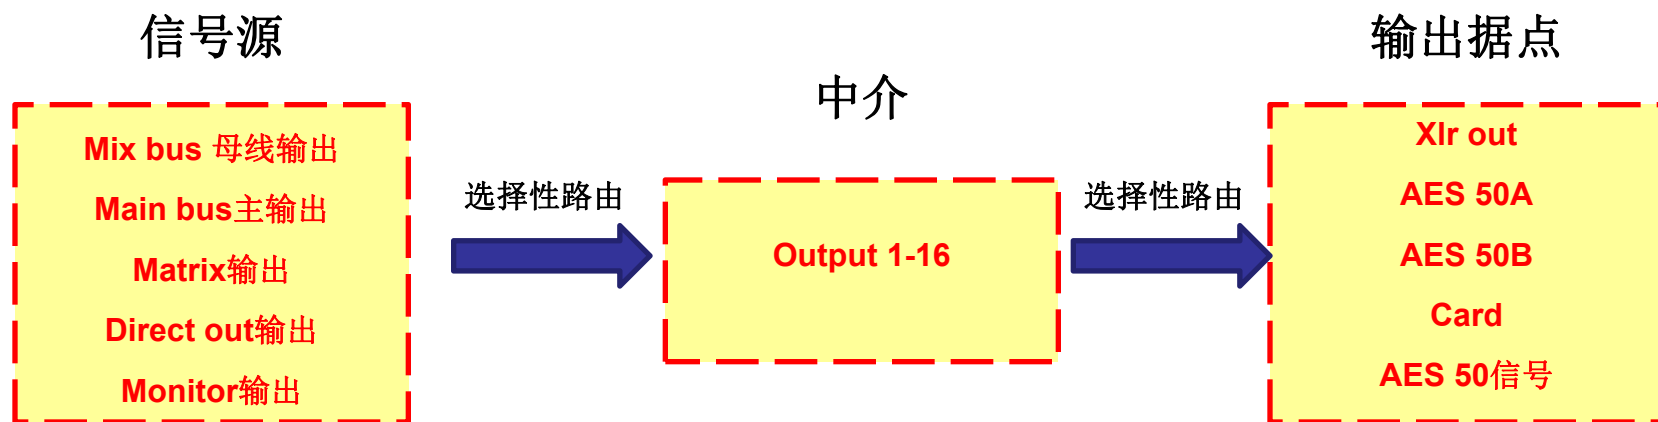 信号源
Mix bus 母线输出
Main bus主输出
Matrix输出
Direct out输出
Monitor输出
选择性路由
中介
Output 1-16
选择性路由
输出据点
Xlr out
AES 50A
AES 50B
Card
AES 50信号